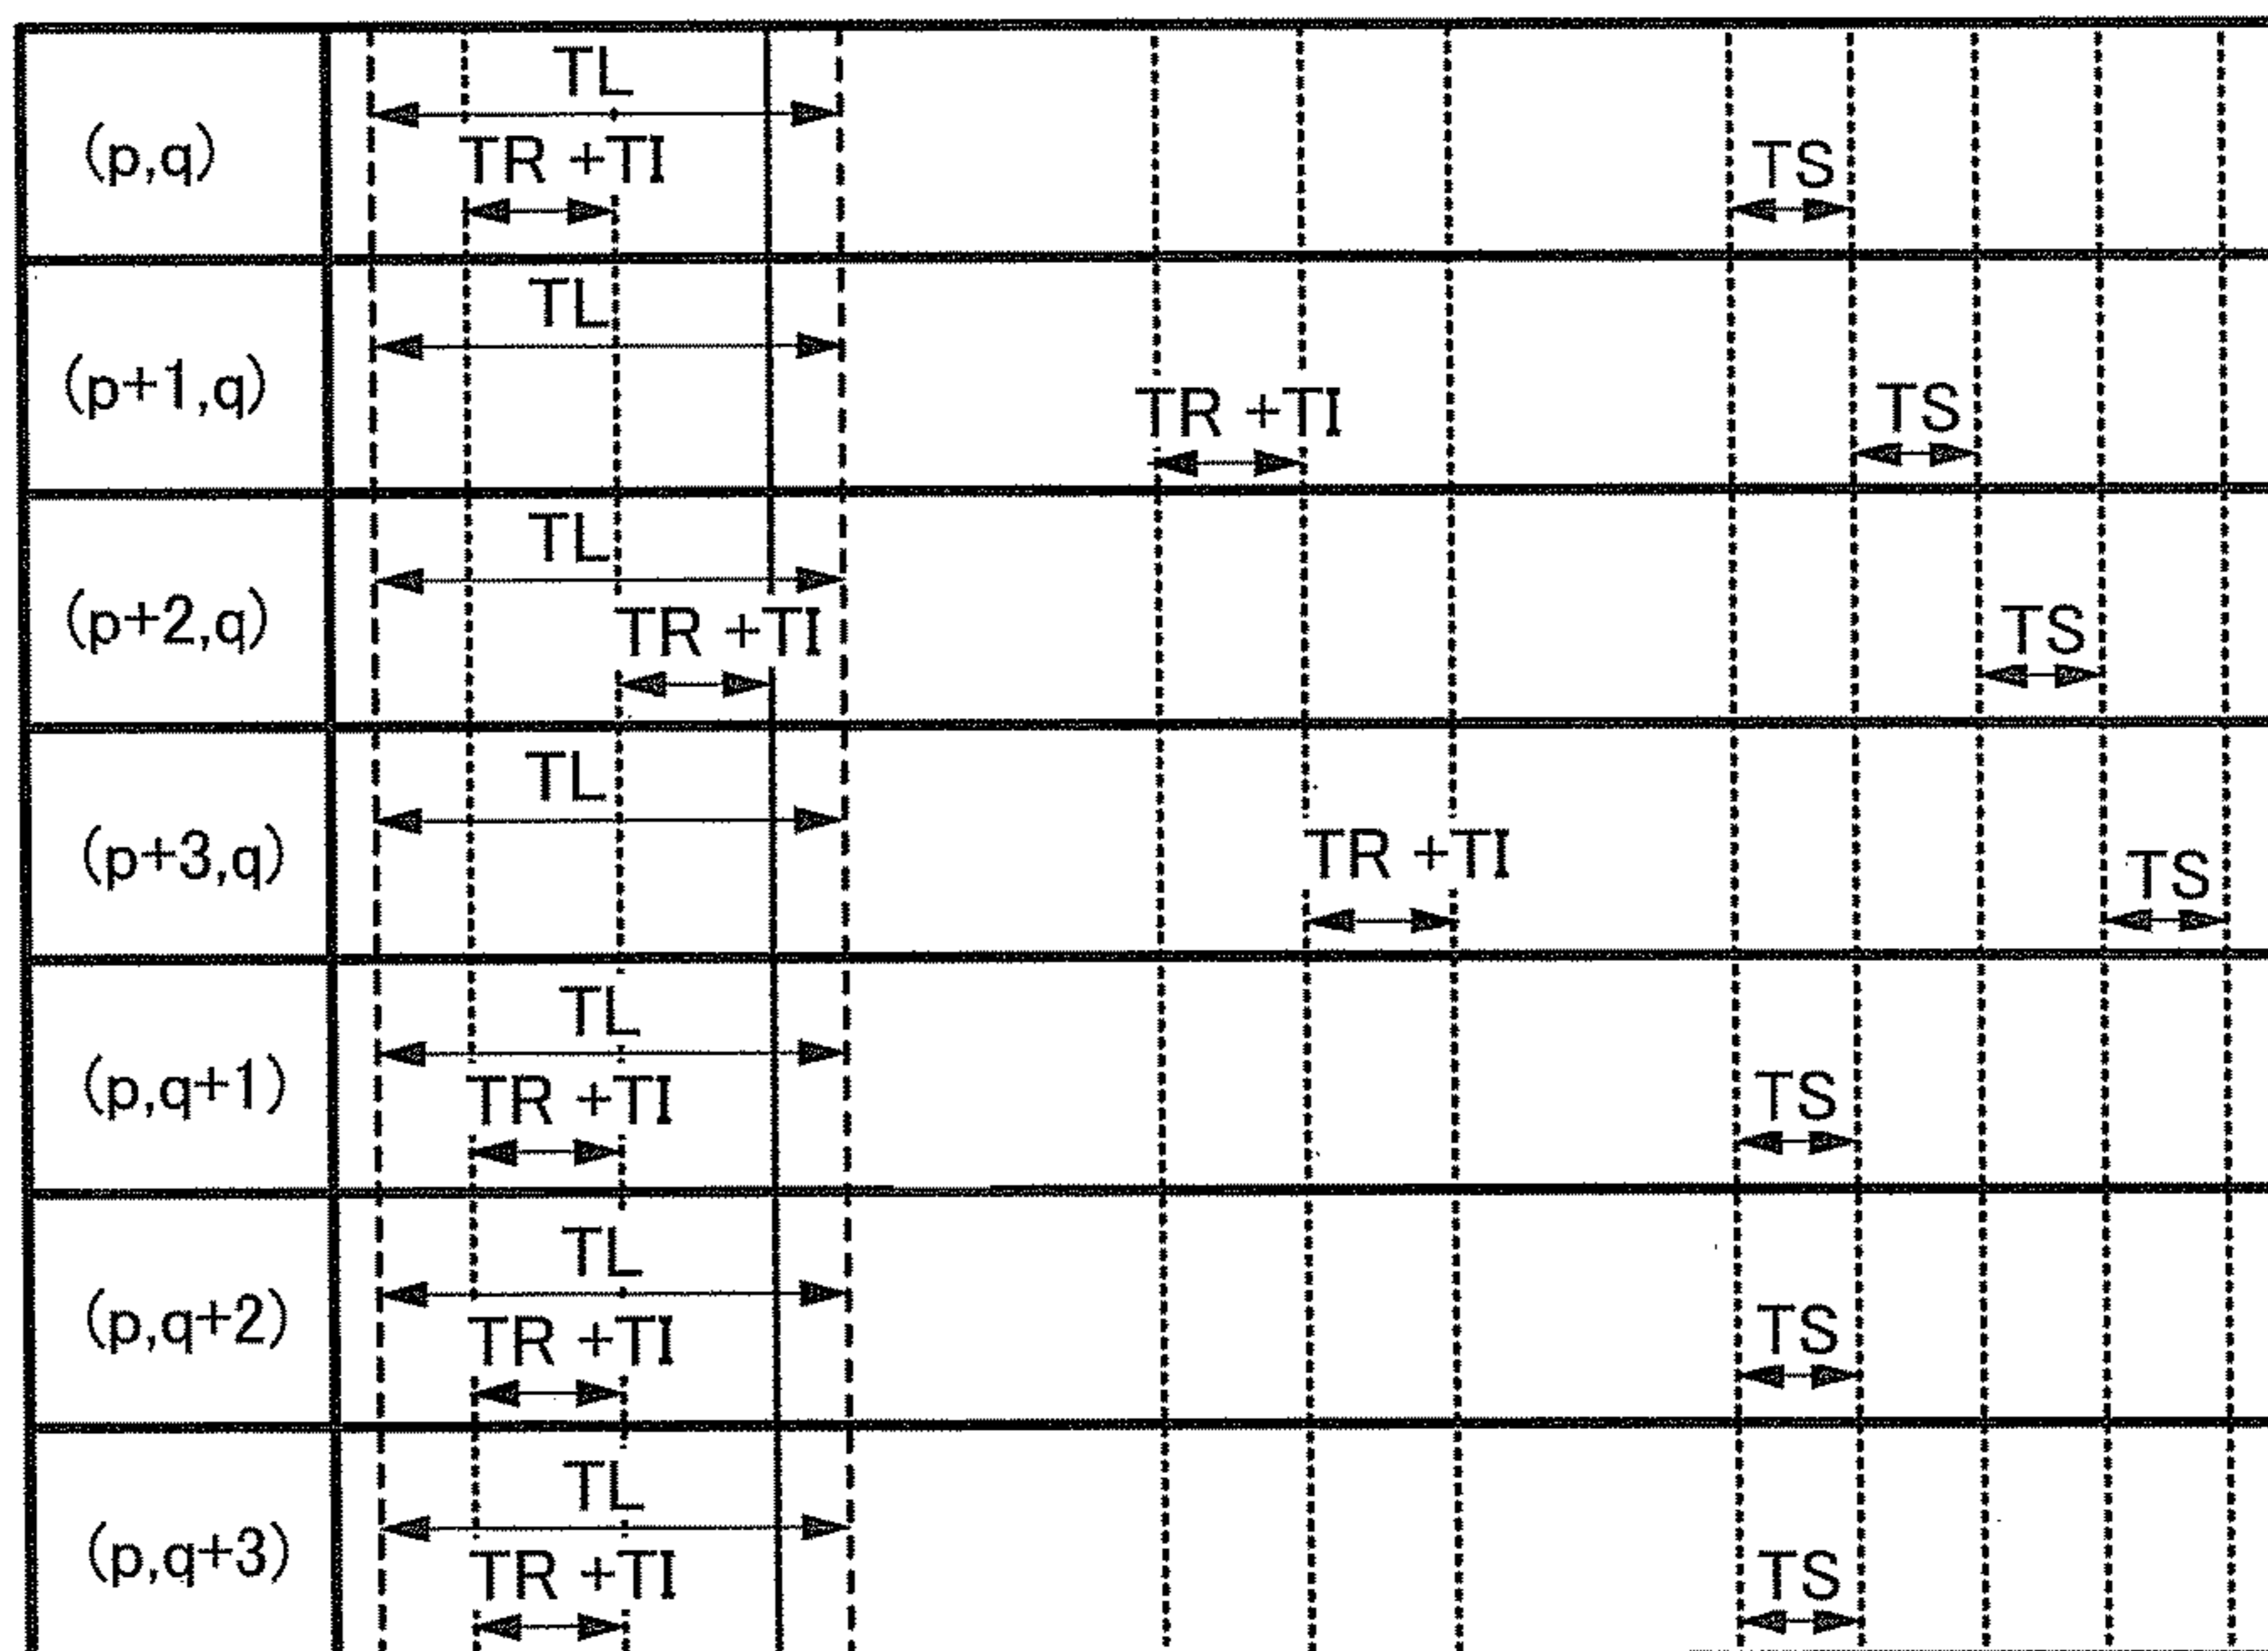 (p,q)
TL
TR +TI
TS
(p+1,q)
TL
TR +TI
TS
(p+2,q)
TL
TR +TI
TS
(p+3,q)
TL
TR +TI
TS
(p,q+1)
TL
TR +TI
TS
(p,q+2)
TL
TR +TI
TS
(p,q+3)
TL
TR +TI
TS